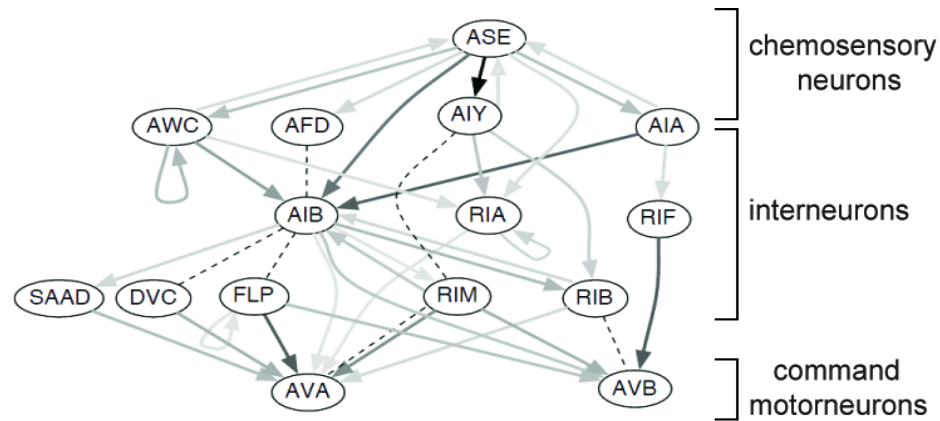 ASE
chemosensory
neurons
AWC
AFD
AIY
AIA
AIB
RIA
RIF
interneurons
SAAD
DVC
FLP
RIM
RIB
AVA
AVB
command
motorneurons